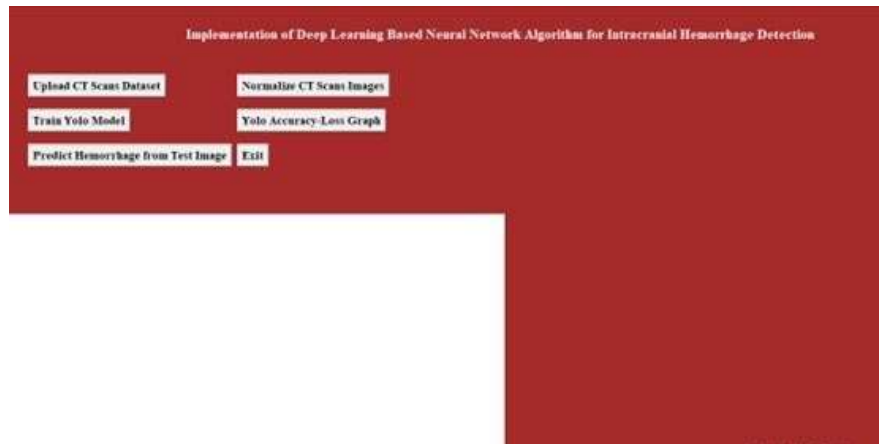 Implementation of Deep Learning Based Neural Network Algorithm for Intracranial Hemorrhage Detection
Upload CT Scans Dataset Normalize CT Scans Images
Train Yolo Model Yolo Accuracy-Loss Graph
Predict Hemorrhage from Test Image Exit